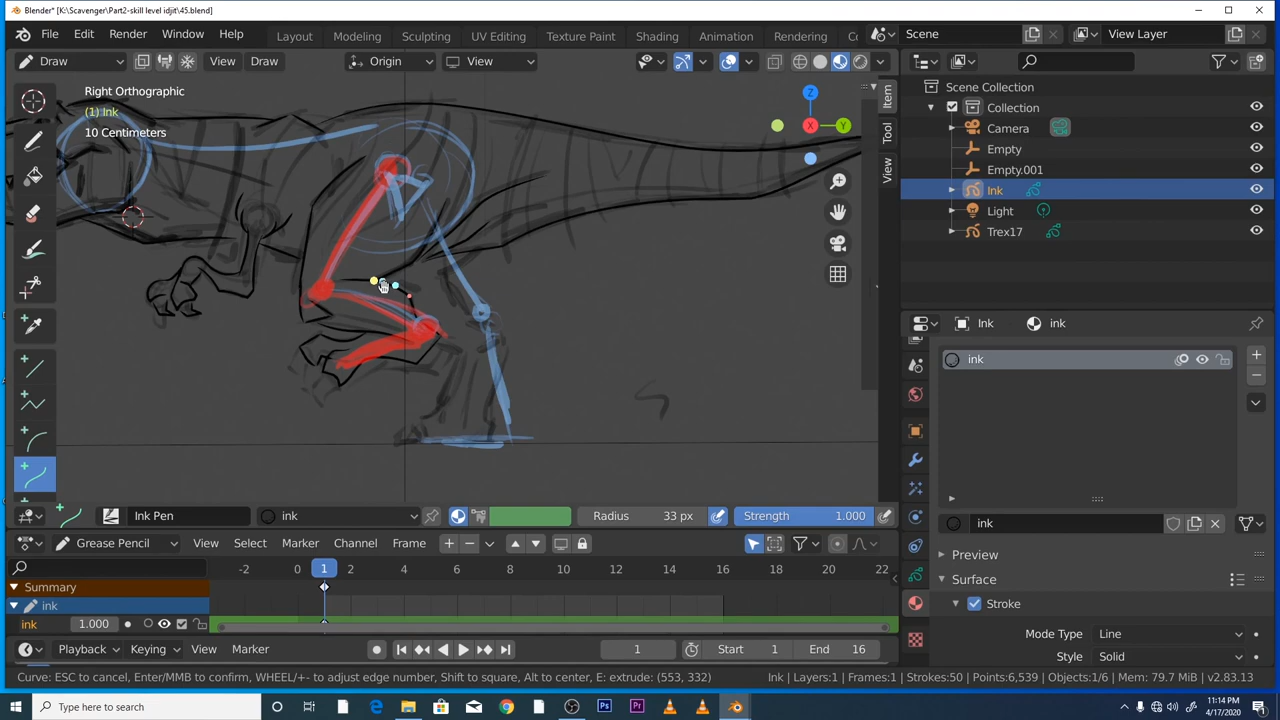 Blender* [K:\Scavenger\Part2-skill level idjit\45.blend]
File Edit Render Window Help Layout Modeling Sculpting UV Editing Texture Paint Shading Animation Rendering Scene View Layer
Draw View Draw Origin View
Right Orthographic
(1) Ink
10 Centimeters
Z
X
Y
Item
Tool
View
Scene Collection
Collection
Camera
Empty
Empty.001
Ink
Light
Trex17
Ink ink
ink
ink
Preview
Surface
Stroke
Mode Type Line
Style Solid
Ink Pen ink Radius 33 px Strength 1.000
Grease Pencil View Select Marker Channel Frame
-2 0 1 2 4 6 8 10 12 14 16 18 20 22
Summary
ink
ink 1.000
Playback Keying View Marker 1 Start 1 End 16
Curve: ESC to cancel, Enter/MMB to confirm, WHEEL/+- to adjust edge number, Shift to square, Alt to center, E: extrude: (553, 332)
Ink | Layers:1 | Frames:1 | Strokes:50 | Points:6,539 | Objects:1/6 | Mem: 79.7 MiB | v2.83.13
Type here to search
11:14 PM
4/17/2020